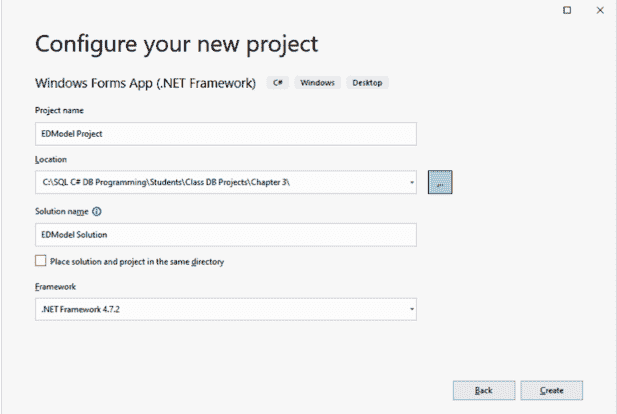 Configure your new project
Windows Forms App (.NET Framework) C# Windows Desktop
Project name
EDModel Project
Location
C:\SQL C# DB Programming\Students\Class DB Projects\Chapter 3\
...
Solution name
EDModel Solution
Place solution and project in the same directory
Framework
.NET Framework 4.7.2
Back Create